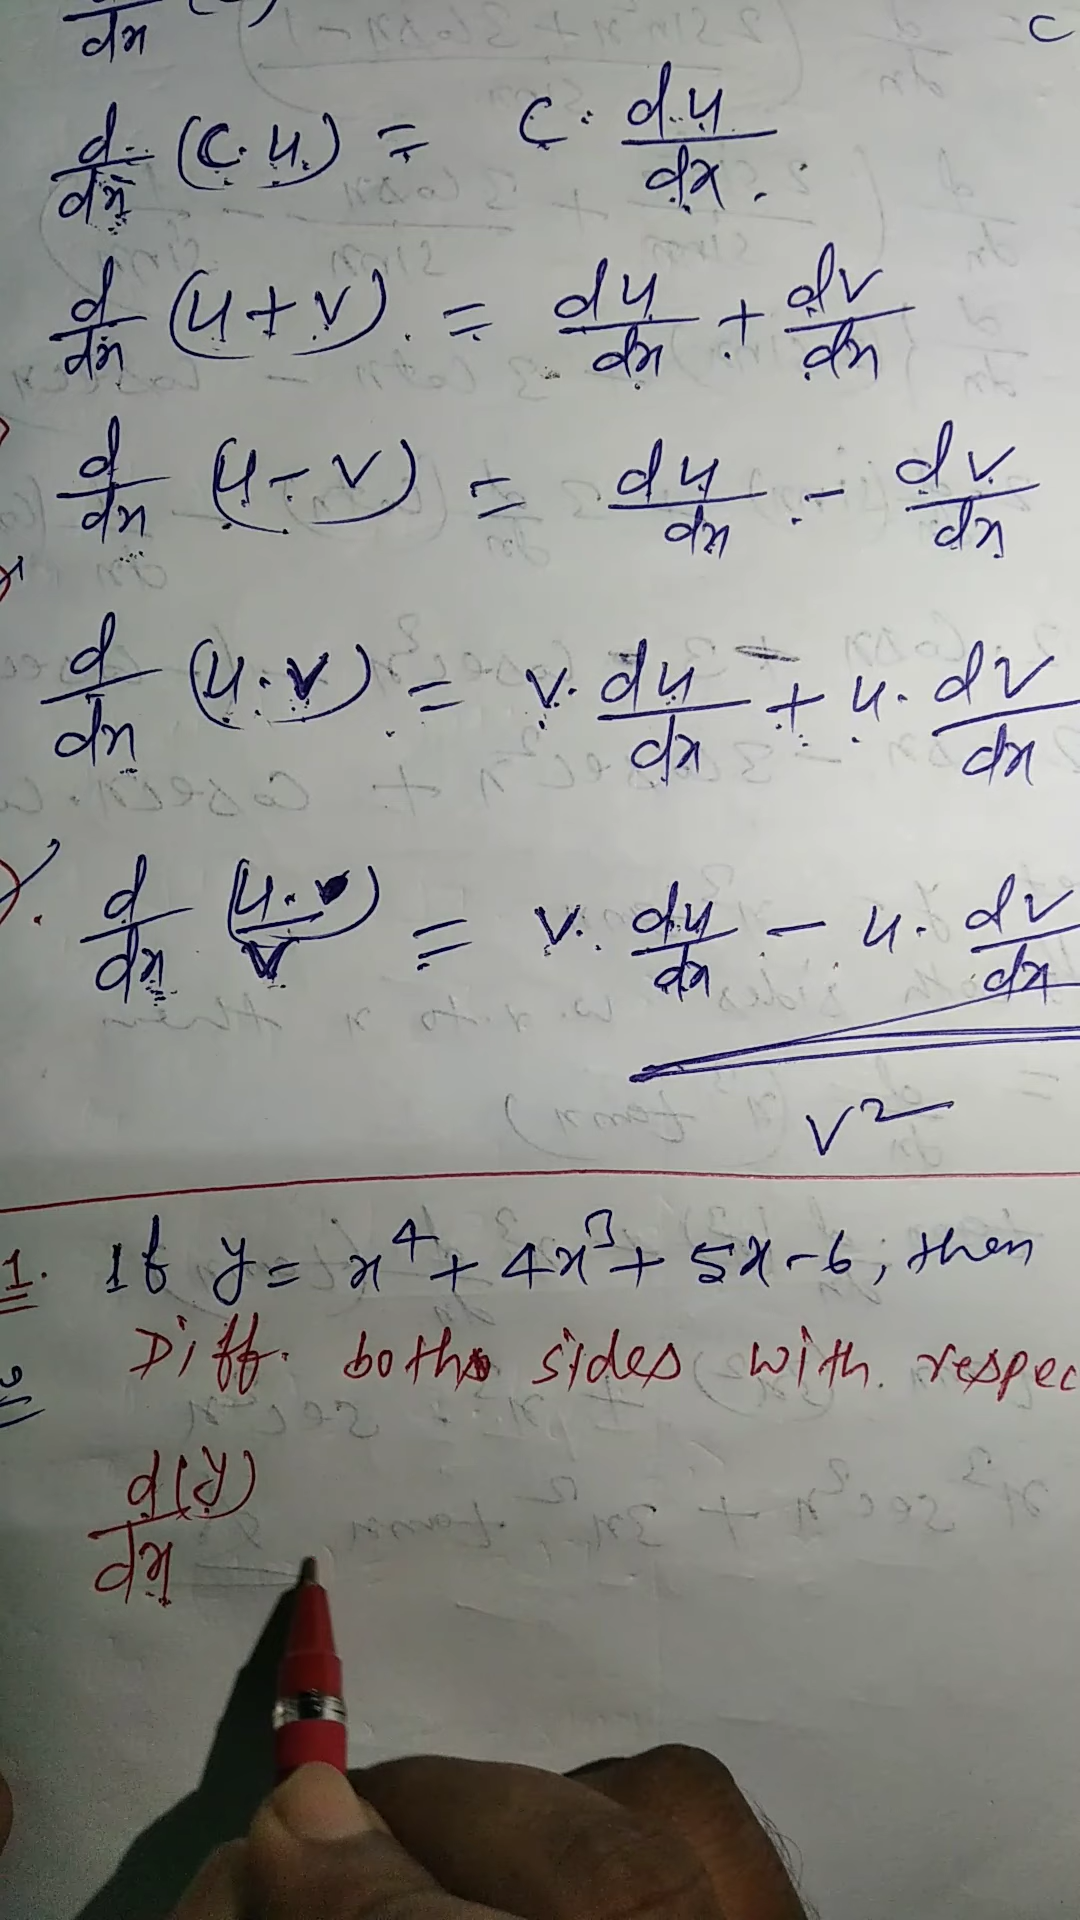 d/dx
c
d/dx (c.u) = c. du/dx.
d/dx (u+v) = du/dx + dv/dx
d/dx (u-v) = du/dx - dv/dx
d/dx (u.v) = v. du/dx + u. dv/dx
d/dx (u/v) = v. du/dx - u. dv/dx
v²
1. If y = x⁴ + 4x³ + 5x - 6, then
Diff. both sides with respec
d(y)/dx